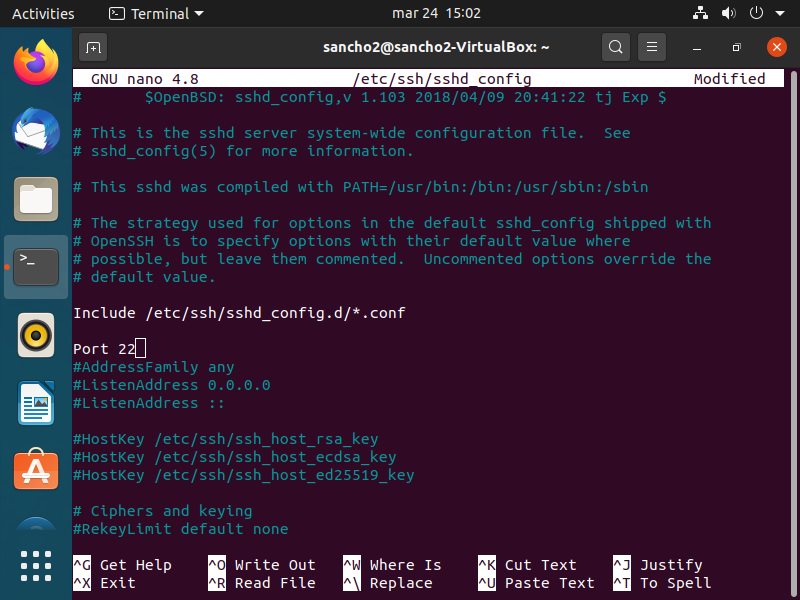 Activities Terminal mar 24 15:02
sancho2@sancho2-VirtualBox: ~
GNU nano 4.8 /etc/ssh/sshd_config Modified
# $OpenBSD: sshd_config,v 1.103 2018/04/09 20:41:22 tj Exp $
# This is the sshd server system-wide configuration file. See
# sshd_config(5) for more information.
# This sshd was compiled with PATH=/usr/bin:/bin:/usr/sbin:/sbin
# The strategy used for options in the default sshd_config shipped with
# OpenSSH is to specify options with their default value where
# possible, but leave them commented. Uncommented options override the
# default value.
Include /etc/ssh/sshd_config.d/*.conf
Port 22
#AddressFamily any
#ListenAddress 0.0.0.0
#ListenAddress ::
#HostKey /etc/ssh/ssh_host_rsa_key
#HostKey /etc/ssh/ssh_host_ecdsa_key
#HostKey /etc/ssh/ssh_host_ed25519_key
# Ciphers and keying
#RekeyLimit default none
^G Get Help ^O Write Out ^W Where Is ^K Cut Text ^J Justify
^X Exit ^R Read File ^\ Replace ^U Paste Text ^T To Spell